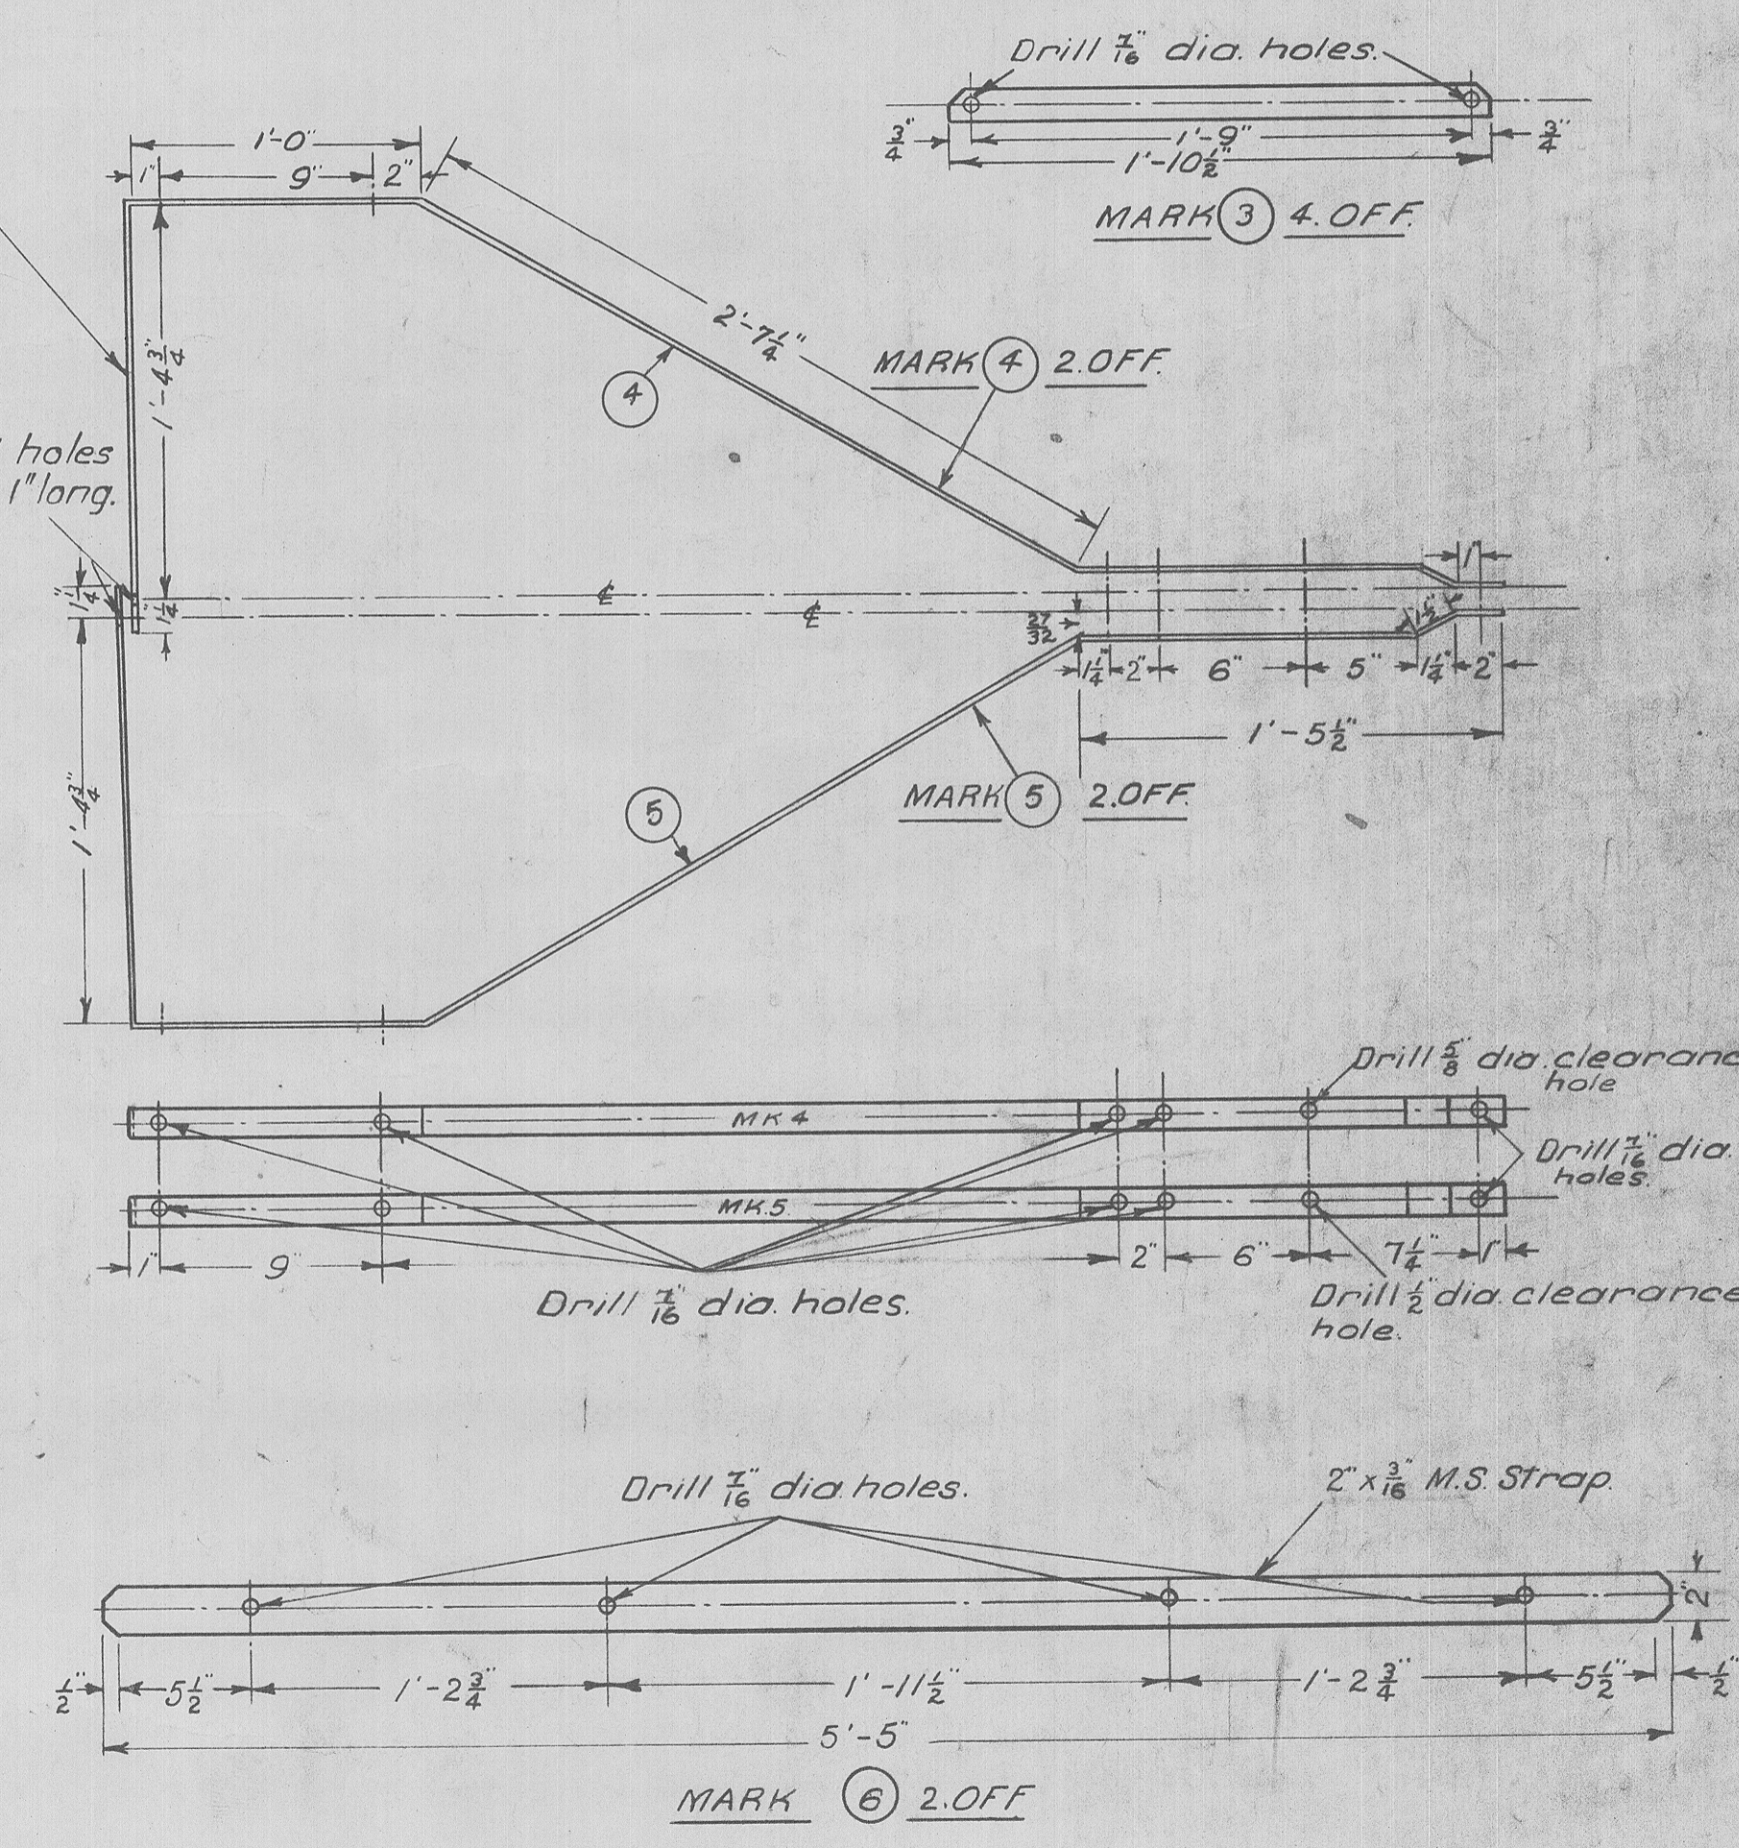 Drill 7/16" dia. holes.
3/4"
1'-9"
3/4"
1'-10 1/2"
MARK 3 4.OFF.
1'-0"
1" 9" 2"
1'-4 3/4"
2'-7 1/4"
MARK 4 2.OFF.
4
holes
1" long.
1 1/4"
1 1/4"
℄
℄
27/32
1"
1 1/2"
1 1/4" 2" 6" 5" 1 1/4" 2"
1'-5 1/2"
1'-4 3/4"
5
MARK 5 2.OFF.
Drill 5/8" dia. clearanc
hole
MK 4
Drill 7/16" dia.
holes.
MK.5.
1" 9" 2" 6" 7 1/4" 1"
Drill 7/16" dia. holes.
Drill 1/2" dia. clearance
hole.
Drill 7/16" dia. holes.
2" x 3/16" M.S. Strap.
2"
1/2" 5 1/2" 1'-2 3/4" 1'-11 1/2" 1'-2 3/4" 5 1/2" 1/2"
5'-5"
MARK 6 2.OFF